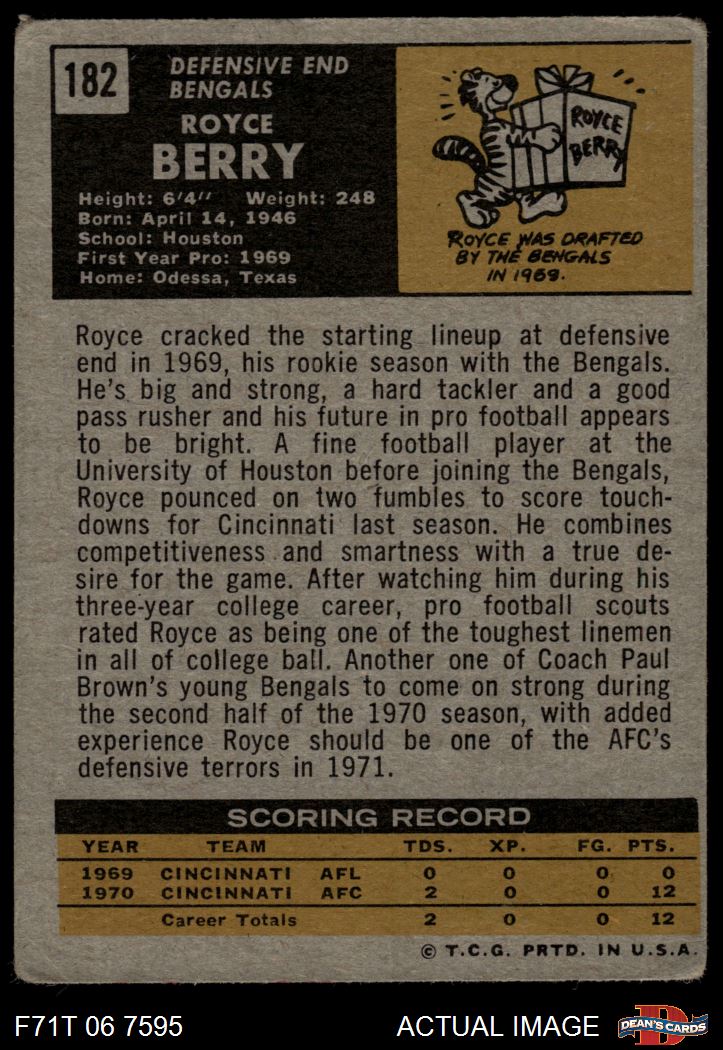 182
DEFENSIVE END
BENGALS
ROYCE
BERRY
Height: 6'4" Weight: 248
Born: April 14, 1946
School: Houston
First Year Pro: 1969
Home: Odessa, Texas
ROYCE
BERRY
ROYCE WAS DRAFTED
BY THE BENGALS
IN 1969.
Royce cracked the starting lineup at defensive
end in 1969, his rookie season with the Bengals.
He's big and strong, a hard tackler and a good
pass rusher and his future in pro football appears
to be bright. A fine football player at the
University of Houston before joining the Bengals,
Royce pounced on two fumbles to score touch-
downs for Cincinnati last season. He combines
competitiveness and smartness with a true de-
sire for the game. After watching him during his
three-year college career, pro football scouts
rated Royce as being one of the toughest linemen
in all of college ball. Another one of Coach Paul
Brown's young Bengals to come on strong during
the second half of the 1970 season, with added
experience Royce should be one of the AFC's
defensive terrors in 1971.
SCORING RECORD
YEAR TEAM TDS. XP. FG. PTS.
1969 CINCINNATI AFL 0 0 0 0
1970 CINCINNATI AFC 2 0 0 12
Career Totals 2 0 0 12
© T.C.G. PRTD. IN U.S.A.
F71T 06 7595 ACTUAL IMAGE
D
DEAN'S CARDS